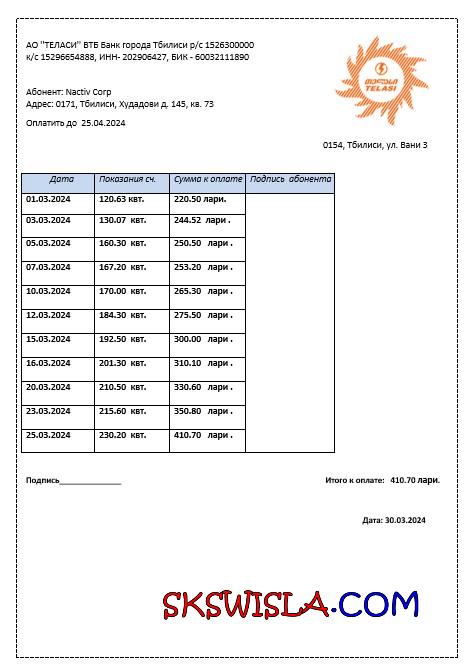 АО "ТЕЛАСИ" ВТБ Банк города Тбилиси р/с 1526300000
к/с 15296654888, ИНН- 202906427, БИК - 60032111890
თელასი
TELASI
Абонент: Nactiv Corp
Адрес: 0171, Тбилиси, Худадови д. 145, кв. 73
Оплатить до 25.04.2024
0154, Тбилиси, ул. Вани 3
Дата Показания сч. Сумма к оплате Подпись абонента
01.03.2024 120.63 квт. 220.50 лари.
03.03.2024 130.07 квт. 244.52 лари .
05.03.2024 160.30 квт. 250.50 лари .
07.03.2024 167.20 квт. 253.20 лари .
10.03.2024 170.00 квт. 265.30 лари .
12.03.2024 184.30 квт. 275.50 лари .
15.03.2024 192.50 квт. 300.00 лари .
16.03.2024 201.30 квт. 310.10 лари .
20.03.2024 210.50 квт. 330.60 лари .
23.03.2024 215.60 квт. 350.80 лари .
25.03.2024 230.20 квт. 410.70 лари .
Подпись______________ Итого к оплате: 410.70 лари.
Дата: 30.03.2024
SKSWISLA.COM